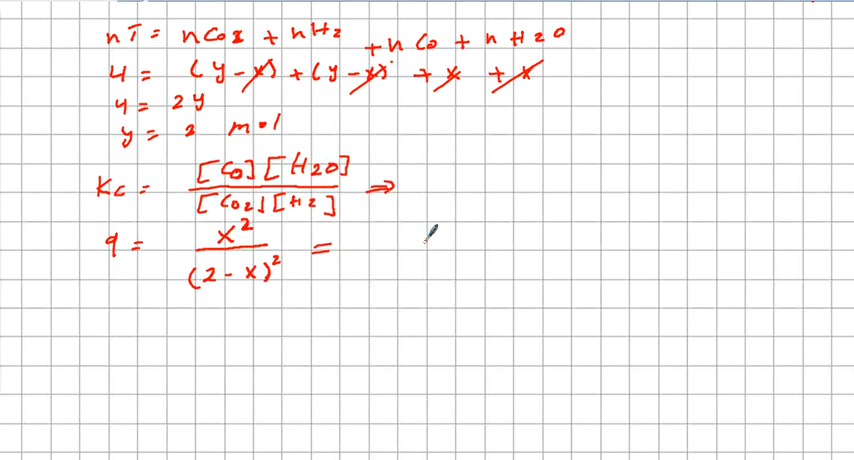 nT = nCO2 + nH2 + nCO + nH2O
4 = (y - x) + (y - x) + x + x
4 = 2y
y = 2 mol
Kc = [CO][H2O] / [CO2][H2] ⇒
9 = x² / (2 - x)² =